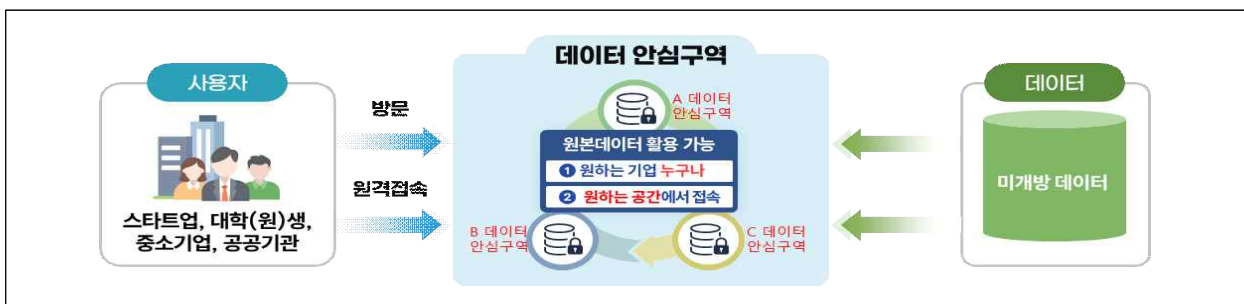 사용자
스타트업, 대학(원)생,
중소기업, 공공기관
방문
원격접속
데이터 안심구역
A 데이터
안심구역
원본데이터 활용 가능
❶ 원하는 기업 누구나
❷ 원하는 공간에서 접속
B 데이터
안심구역
C 데이터
안심구역
데이터
미개방 데이터